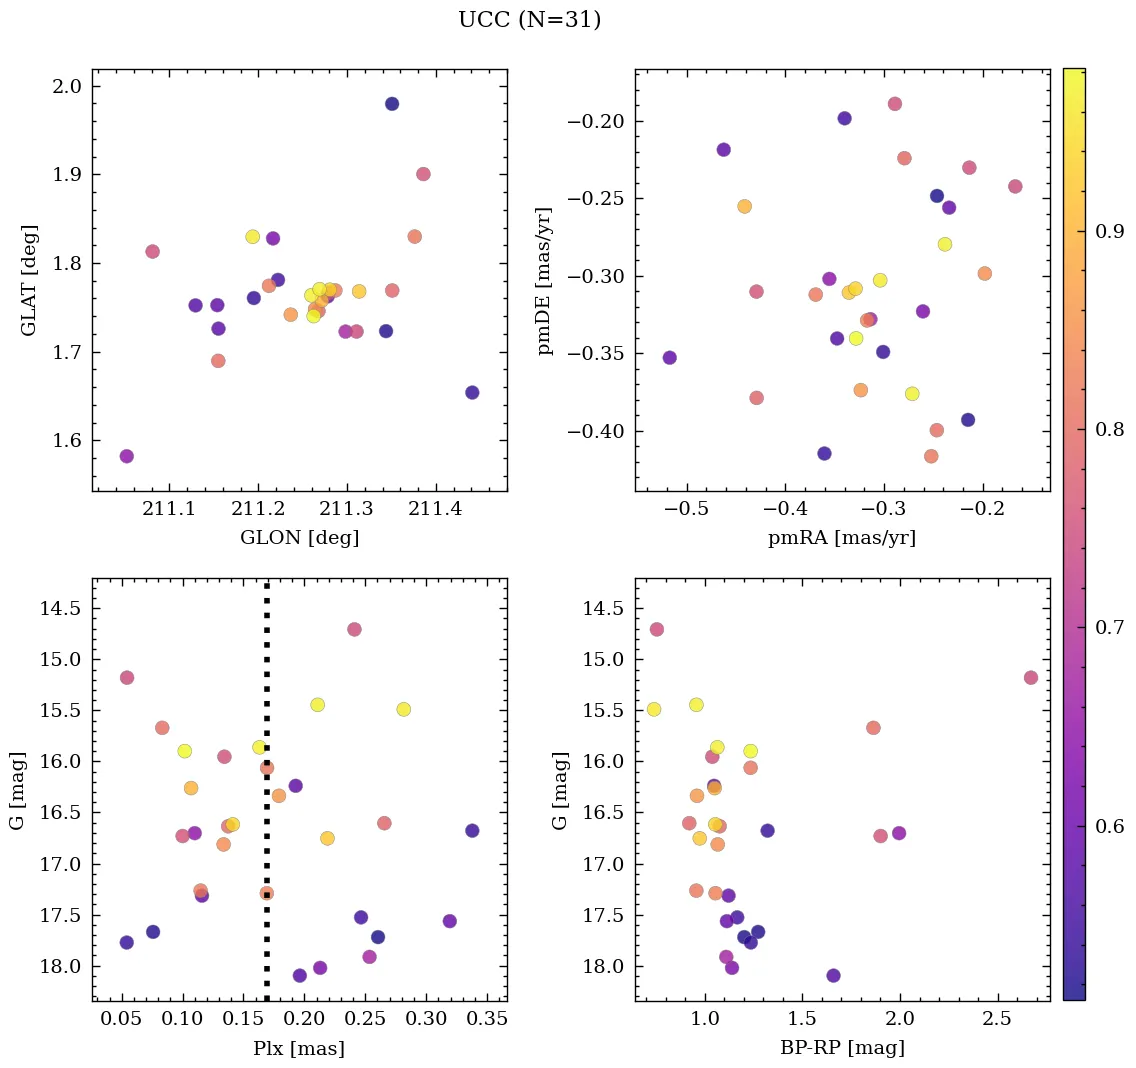 UCC (N=31)
2.0
1.9
1.8
1.7
1.6
GLAT [deg]
211.1 211.2 211.3 211.4
GLON [deg]
−0.20
−0.25
−0.30
−0.35
−0.40
pmDE [mas/yr]
−0.5 −0.4 −0.3 −0.2
pmRA [mas/yr]
0.9
0.8
0.7
0.6
14.5
15.0
15.5
16.0
16.5
17.0
17.5
18.0
G [mag]
0.05 0.10 0.15 0.20 0.25 0.30 0.35
Plx [mas]
14.5
15.0
15.5
16.0
16.5
17.0
17.5
18.0
G [mag]
1.0 1.5 2.0 2.5
BP-RP [mag]